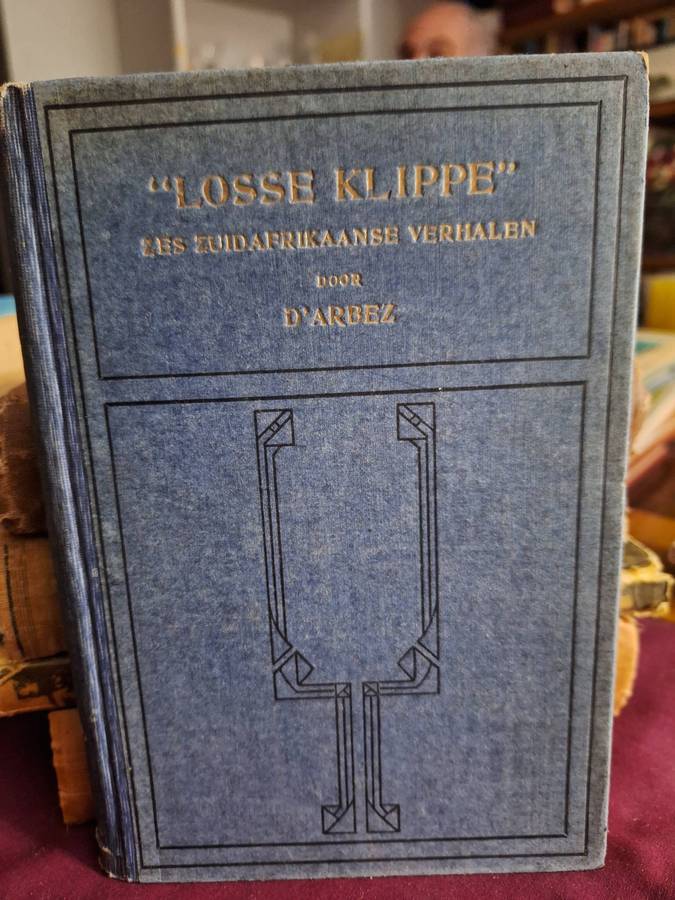 “LOSSE KLIPPE”
ZES ZUIDAFRIKAANSE VERHALEN
DOOR
D’ARBEZ